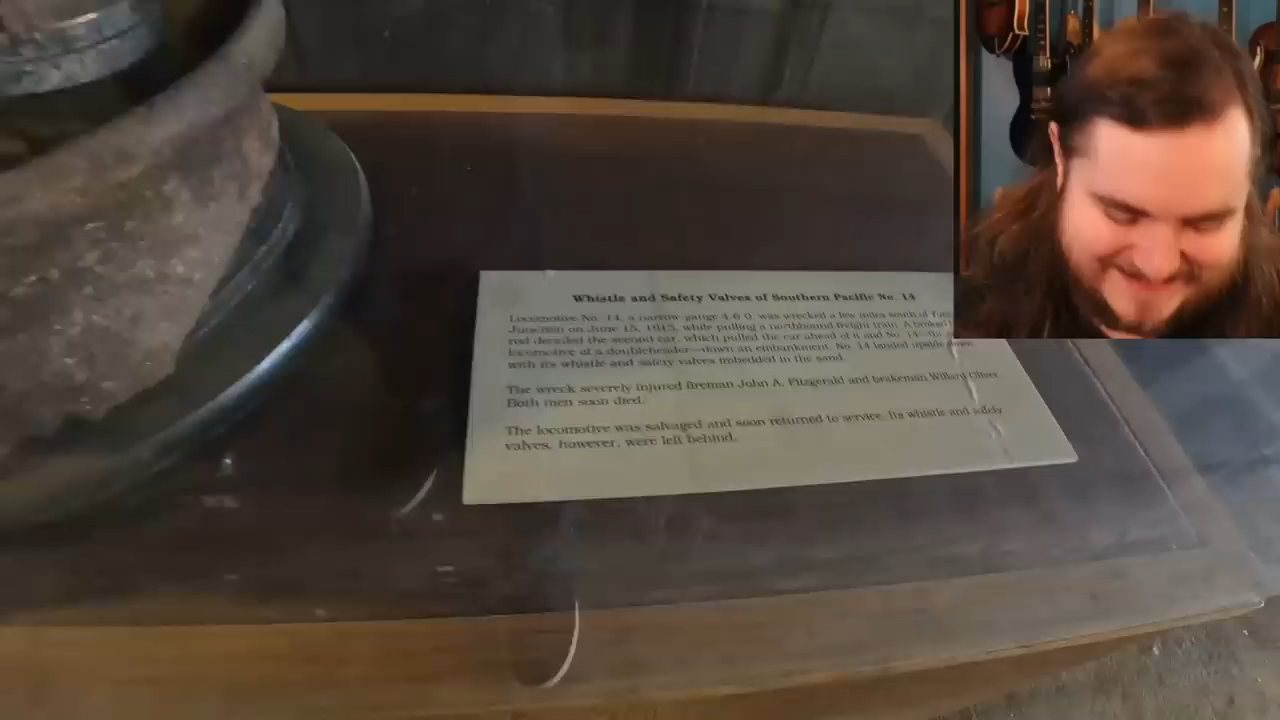 Whistle and Safety Valves of Southern Pacific No. 14
Locomotive No. 14, a narrow gauge 4-6-0, was wrecked a few miles south of
Junction on June 15, 1915, while pulling a northbound freight train. A broken
rod derailed the second car, which pulled the car ahead of it and No. 14—the
locomotive of a doubleheader—down an embankment. No. 14 landed upside down
with its whistle and safety valves imbedded in the sand.
The wreck severely injured fireman John A. Fitzgerald and brakeman Willard Oliver.
Both men soon died.
The locomotive was salvaged and soon returned to service. Its whistle and safety
valves, however, were left behind.